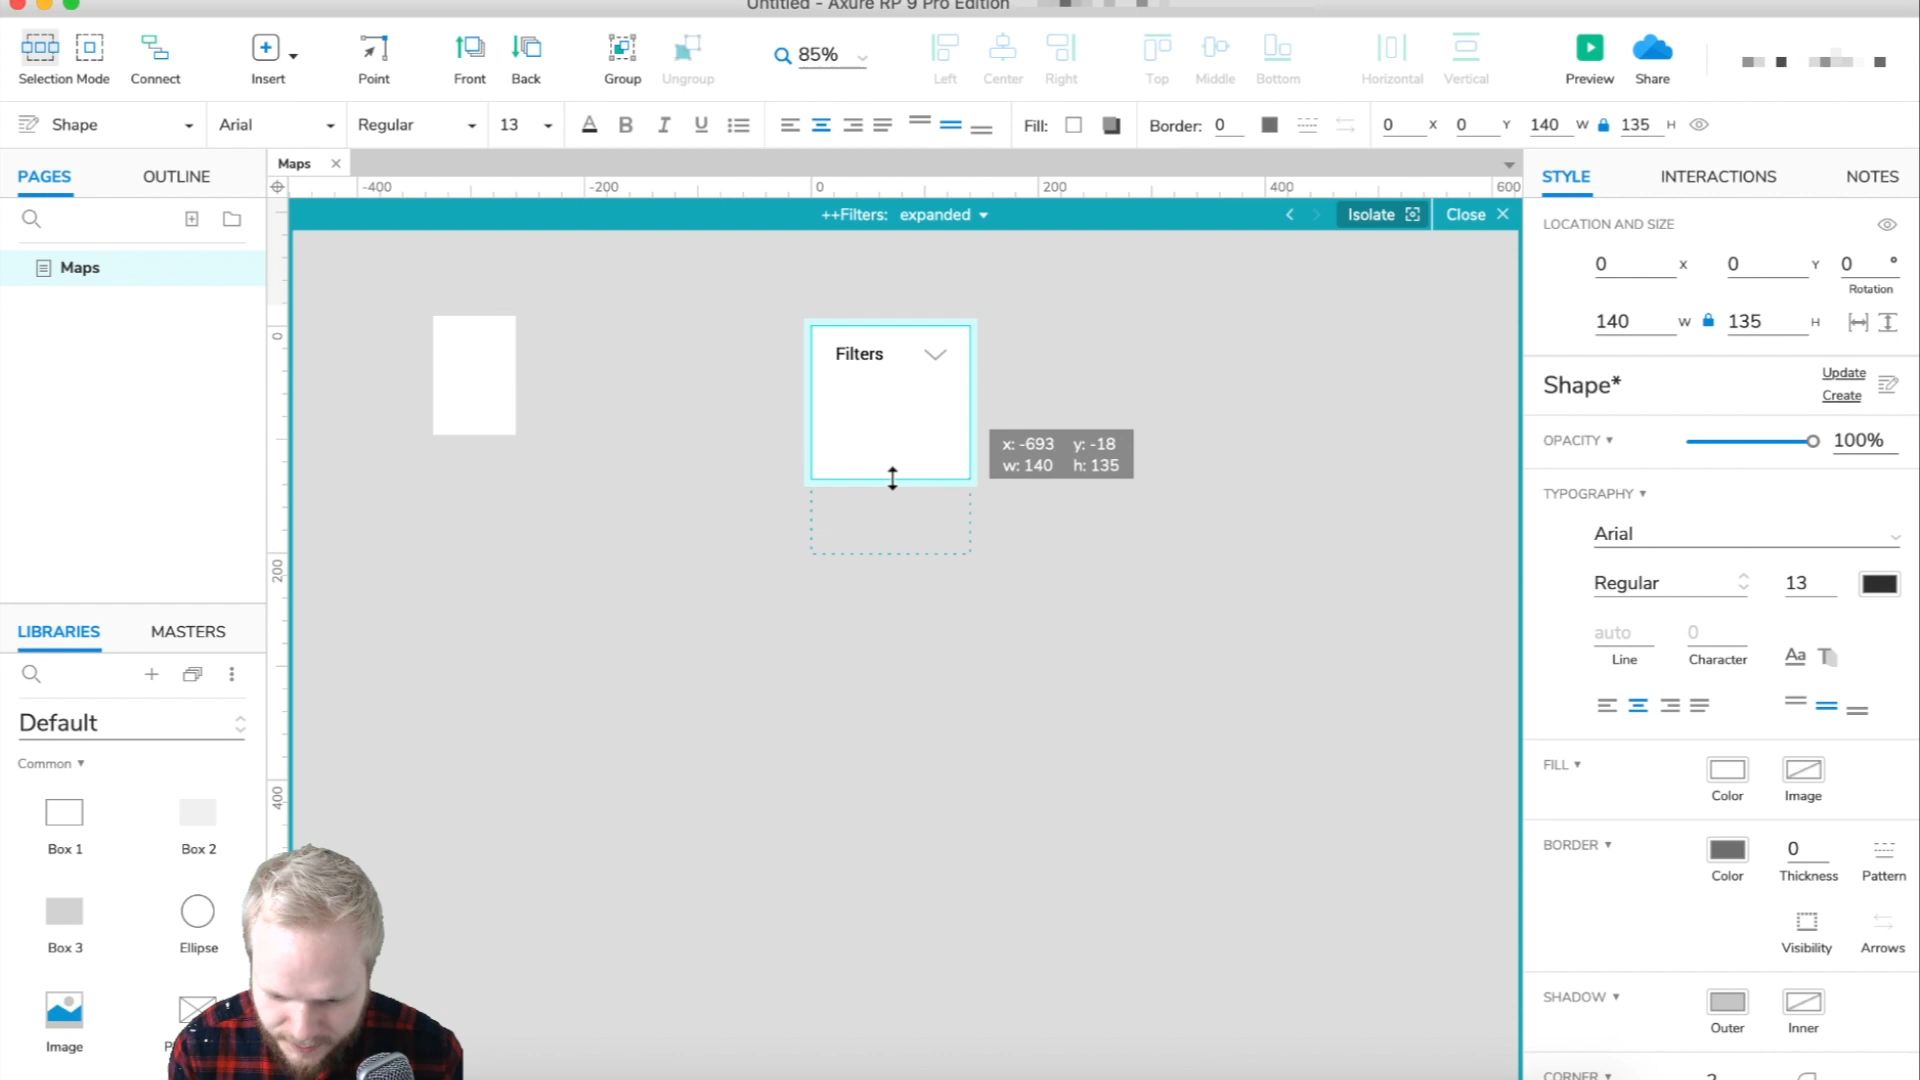 Untitled - Axure RP 9 Pro Edition
Selection Mode
Connect
Insert
Point
Front
Back
Group
Ungroup
85%
Left
Center
Right
Top
Middle
Bottom
Horizontal
Vertical
Preview
Share
Shape
Arial
Regular
13
B
I
U
Fill:
Border:
0
0 X
0 Y
140 W
135 H
PAGES
OUTLINE
Maps
Maps
-400
-200
0
200
400
600
++Filters: expanded
Isolate
Close
0
200
400
Filters
x: -693 y: -18
w: 140 h: 135
LIBRARIES
MASTERS
Default
Common
Box 1
Box 2
Box 3
Ellipse
Image
STYLE
INTERACTIONS
NOTES
LOCATION AND SIZE
0 X
0 Y
0 °
Rotation
140 W
135 H
Shape*
Update
Create
OPACITY
100%
TYPOGRAPHY
Arial
Regular
13
auto
0
Line
Character
Aa
FILL
Color
Image
BORDER
0
Color
Thickness
Pattern
Visibility
Arrows
SHADOW
Outer
Inner
CORNER